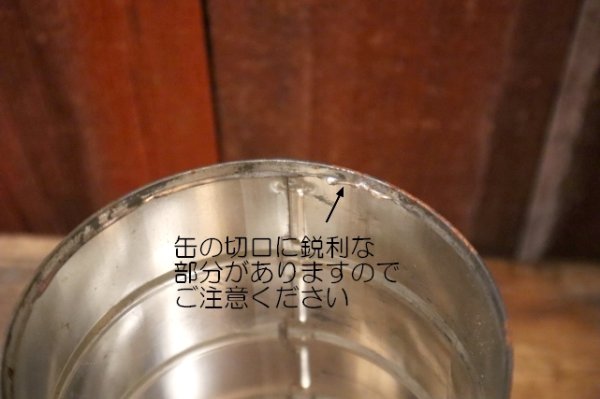 缶の切口に鋭利な
部分がありますので
ご注意ください